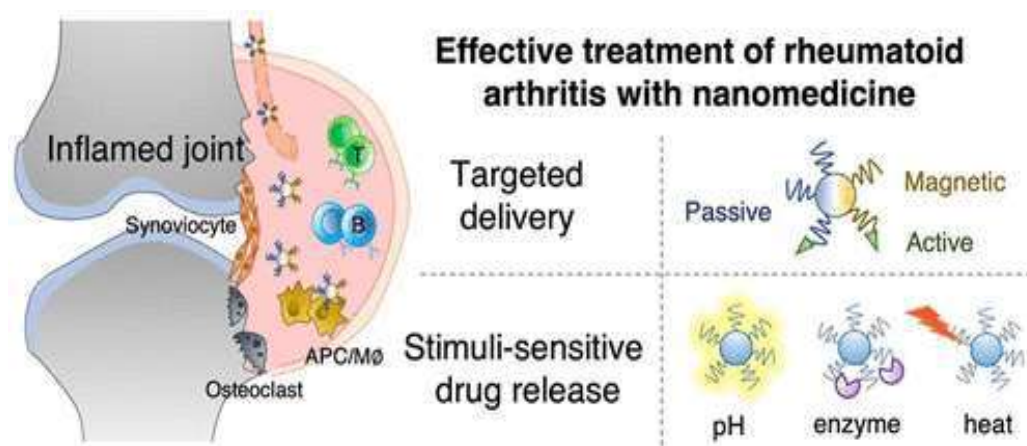 Effective treatment of rheumatoid
arthritis with nanomedicine
Inflamed joint
Synoviocyte
T
B
APC/MØ
Osteoclast
Targeted
delivery
Passive
Magnetic
Active
Stimuli-sensitive
drug release
pH
enzyme
heat